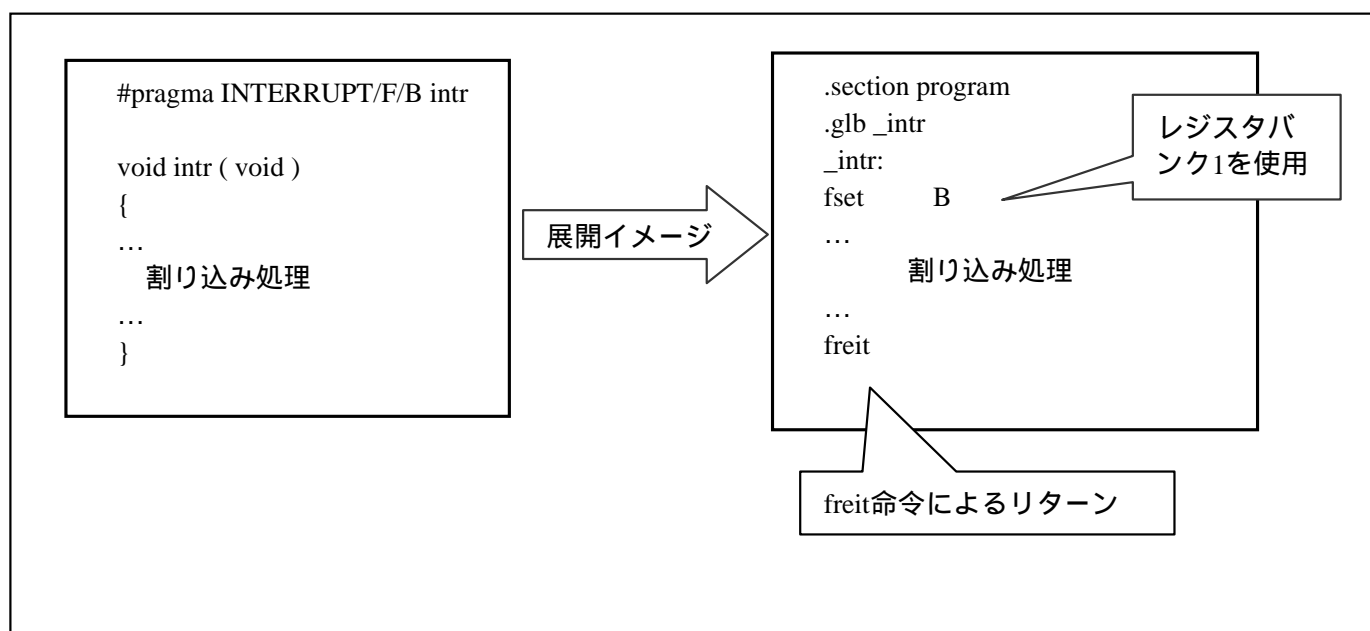 #pragma INTERRUPT/F/B intr
void intr ( void )
{
…
割り込み処理
…
}
展開イメージ
.section program
.glb _intr
_intr:
fset B
…
割り込み処理
…
freit
レジスタバ
ンク1を使用
freit命令によるリターン